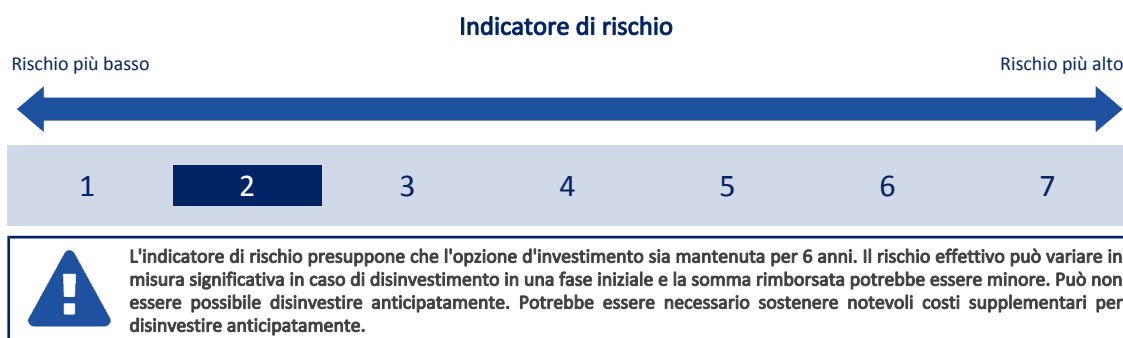 Indicatore di rischio
Rischio più basso
Rischio più alto
1 2 3 4 5 6 7
L'indicatore di rischio presuppone che l'opzione d'investimento sia mantenuta per 6 anni. Il rischio effettivo può variare in
misura significativa in caso di disinvestimento in una fase iniziale e la somma rimborsata potrebbe essere minore. Può non
essere possibile disinvestire anticipatamente. Potrebbe essere necessario sostenere notevoli costi supplementari per
disinvestire anticipatamente.